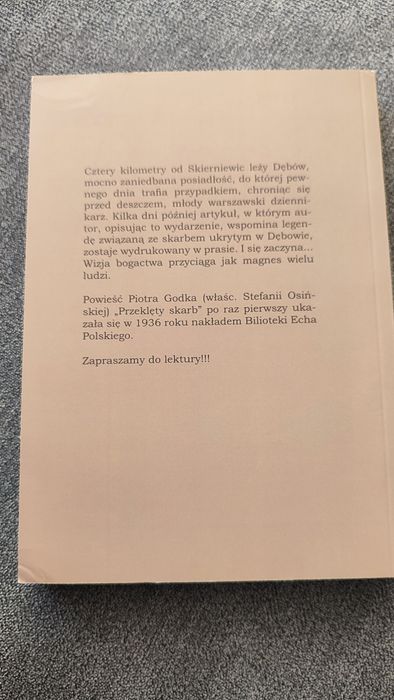 Cztery kilometry od Skierniewic leży Dębów,
mocno zaniedbana posiadłość, do której pew-
nego dnia trafia przypadkiem, chroniąc się
przed deszczem, młody warszawski dzienni-
karz. Kilka dni później artykuł, w którym au-
tor, opisując to wydarzenie, wspomina legen-
dę związaną ze skarbem ukrytym w Dębowie,
zostaje wydrukowany w prasie. I się zaczyna...
Wizja bogactwa przyciąga jak magnes wielu
ludzi.
Powieść Piotra Godka (właśc. Stefanii Osiń-
skiej) „Przeklęty skarb” po raz pierwszy uka-
zała się w 1936 roku nakładem Bilioteki Echa
Polskiego.
Zapraszamy do lektury!!!